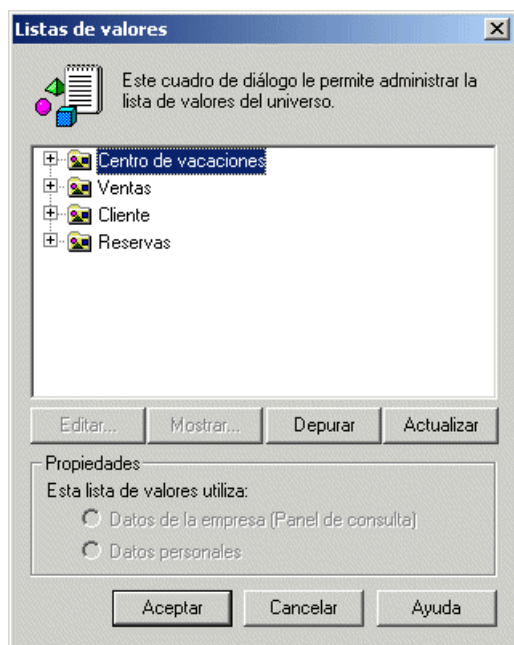 Listas de valores
Este cuadro de diálogo le permite administrar la
lista de valores del universo.
Centro de vacaciones
Ventas
Cliente
Reservas
Editar...
Mostrar...
Depurar
Actualizar
Propiedades
Esta lista de valores utiliza:
Datos de la empresa (Panel de consulta)
Datos personales
Aceptar
Cancelar
Ayuda